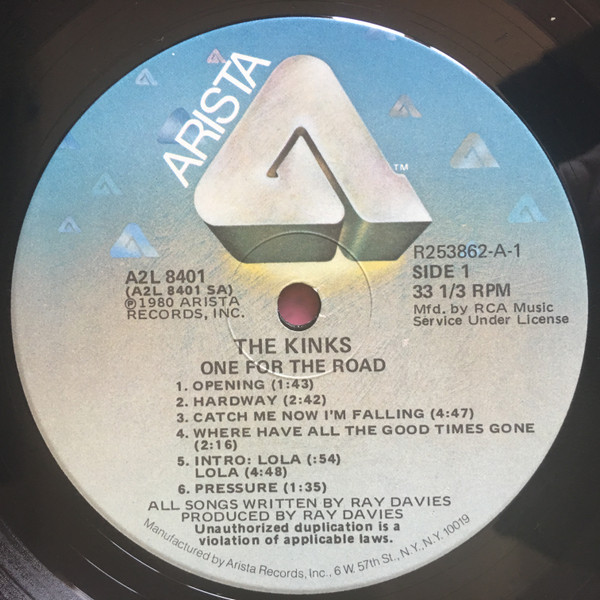 ARISTA
™
A2L 8401
(A2L 8401 SA)
℗1980 ARISTA
RECORDS, INC.
R253862-A-1
SIDE 1
33 1/3 RPM
Mfd. by RCA Music
Service Under License
THE KINKS
ONE FOR THE ROAD
1. OPENING (1:43)
2. HARDWAY (2:42)
3. CATCH ME NOW I'M FALLING (4:47)
4. WHERE HAVE ALL THE GOOD TIMES GONE
(2:16)
5. INTRO: LOLA (:54)
LOLA (4:48)
6. PRESSURE (1:35)
ALL SONGS WRITTEN BY RAY DAVIES
PRODUCED BY RAY DAVIES
Unauthorized duplication is a
violation of applicable laws.
Manufactured by Arista Records, Inc., 6 W. 57th St., N.Y., N.Y. 10019